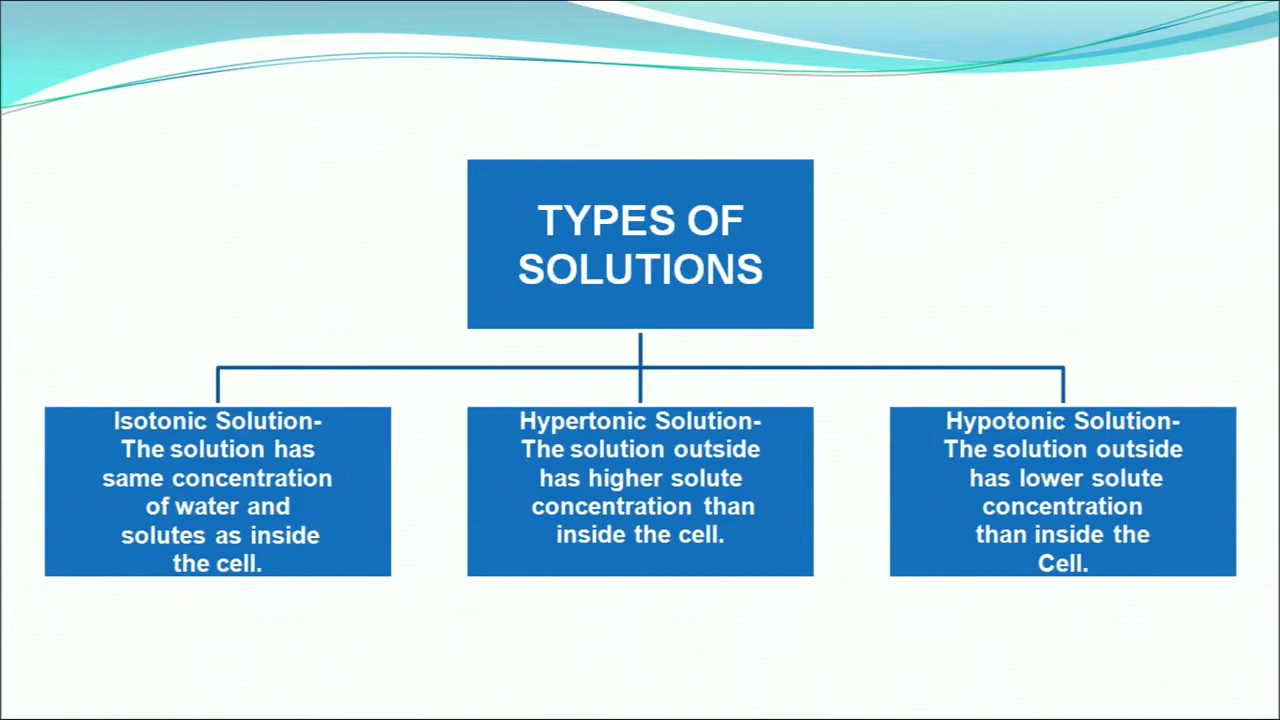 TYPES OF
SOLUTIONS
Isotonic Solution-
The solution has
same concentration
of water and
solutes as inside
the cell.
Hypertonic Solution-
The solution outside
has higher solute
concentration than
inside the cell.
Hypotonic Solution-
The solution outside
has lower solute
concentration
than inside the
Cell.